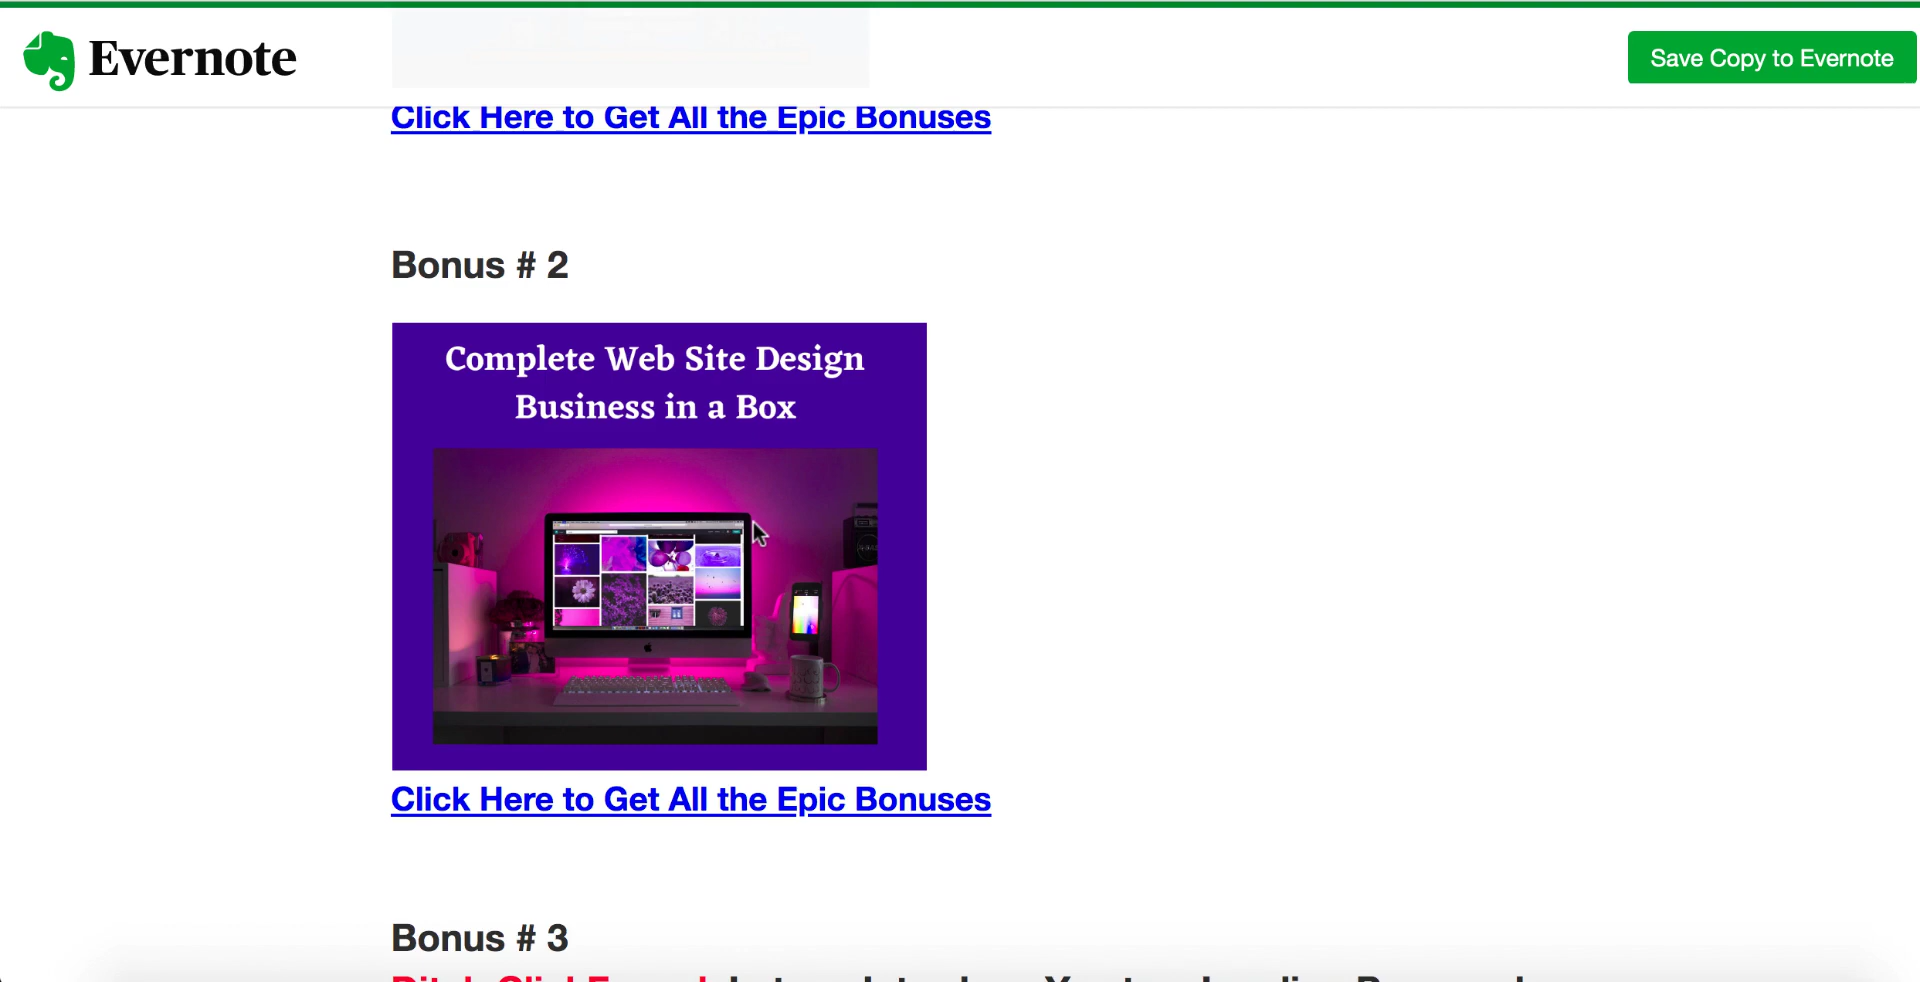 Evernote
Save Copy to Evernote
Click Here to Get All the Epic Bonuses
Bonus # 2
Complete Web Site Design
Business in a Box
Click Here to Get All the Epic Bonuses
Bonus # 3